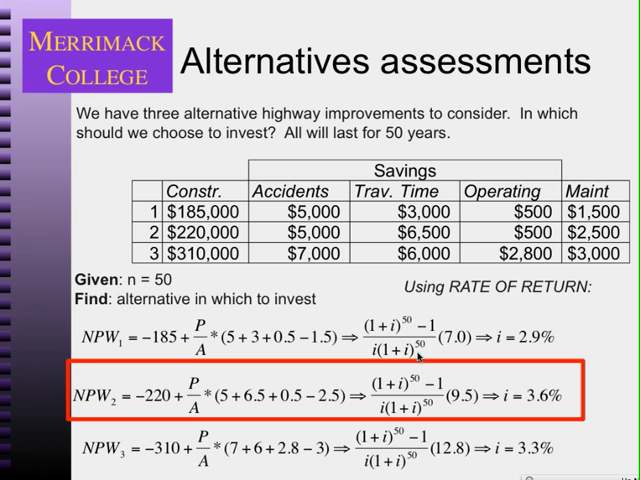 MERRIMACK
COLLEGE
Alternatives assessments
We have three alternative highway improvements to consider. In which
should we choose to invest? All will last for 50 years.
Savings
Constr. Accidents Trav. Time Operating Maint
1 $185,000 $5,000 $3,000 $500 $1,500
2 $220,000 $5,000 $6,500 $500 $2,500
3 $310,000 $7,000 $6,000 $2,800 $3,000
Given: n = 50
Using RATE OF RETURN:
Find: alternative in which to invest
NPW₁ = −185 + P/A * (5 + 3 + 0.5 − 1.5) ⇒ (1+i)^50 − 1 / i(1+i)^50 (7.0) ⇒ i = 2.9%
NPW₂ = −220 + P/A * (5 + 6.5 + 0.5 − 2.5) ⇒ (1+i)^50 − 1 / i(1+i)^50 (9.5) ⇒ i = 3.6%
NPW₃ = −310 + P/A * (7 + 6 + 2.8 − 3) ⇒ (1+i)^50 − 1 / i(1+i)^50 (12.8) ⇒ i = 3.3%